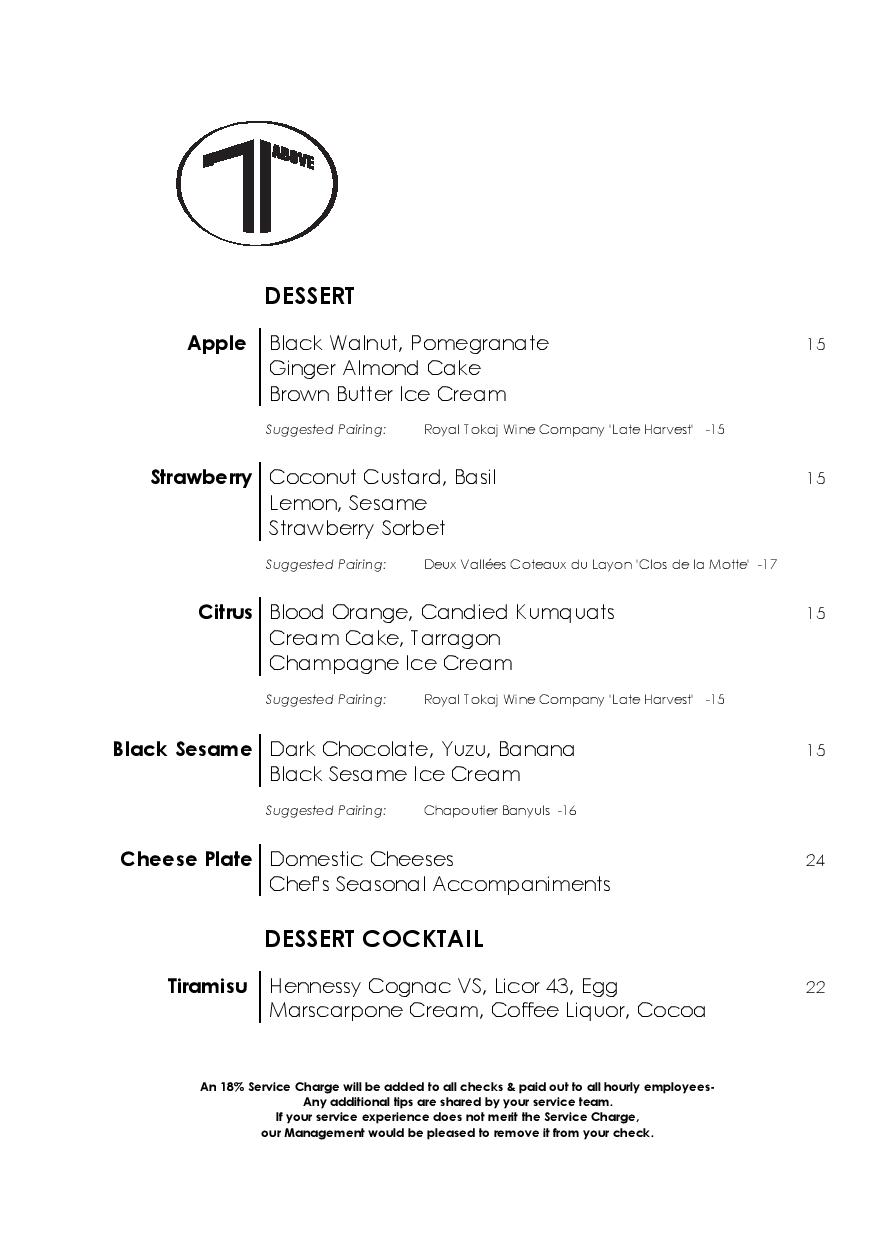 T ABOVE
DESSERT
Apple Black Walnut, Pomegranate 15
Ginger Almond Cake
Brown Butter Ice Cream
Suggested Pairing: Royal Tokaj Wine Company 'Late Harvest' -15
Strawberry Coconut Custard, Basil 15
Lemon, Sesame
Strawberry Sorbet
Suggested Pairing: Deux Vallées Coteaux du Layon 'Clos de la Motte' -17
Citrus Blood Orange, Candied Kumquats 15
Cream Cake, Tarragon
Champagne Ice Cream
Suggested Pairing: Royal Tokaj Wine Company 'Late Harvest' -15
Black Sesame Dark Chocolate, Yuzu, Banana 15
Black Sesame Ice Cream
Suggested Pairing: Chapoutier Banyuls -16
Cheese Plate Domestic Cheeses 24
Chef's Seasonal Accompaniments
DESSERT COCKTAIL
Tiramisu Hennessy Cognac VS, Licor 43, Egg 22
Marscarpone Cream, Coffee Liquor, Cocoa
An 18% Service Charge will be added to all checks & paid out to all hourly employees-
Any additional tips are shared by your service team.
If your service experience does not merit the Service Charge,
our Management would be pleased to remove it from your check.